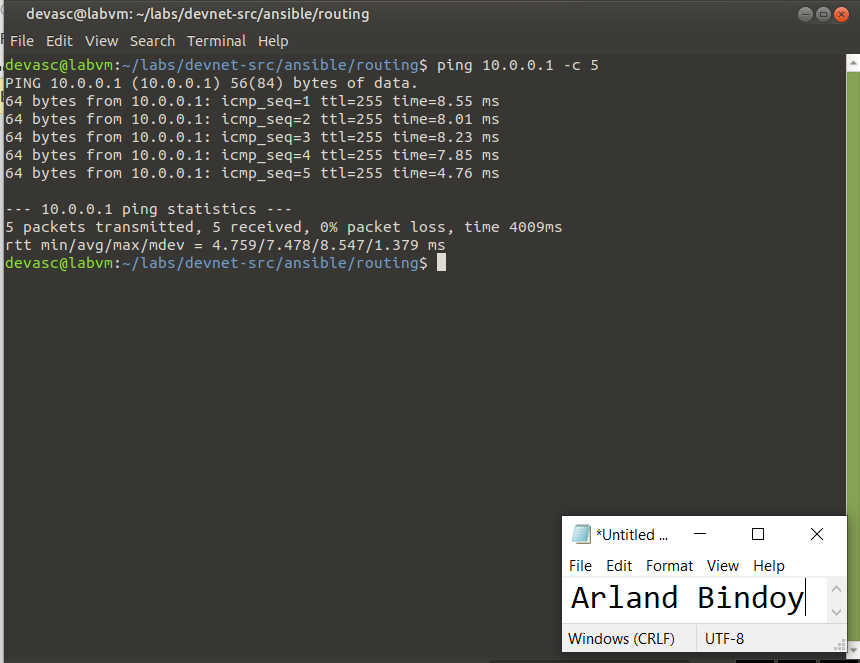 devasc@labvm: ~/labs/devnet-src/ansible/routing
File Edit View Search Terminal Help
devasc@labvm:~/labs/devnet-src/ansible/routing$ ping 10.0.0.1 -c 5
PING 10.0.0.1 (10.0.0.1) 56(84) bytes of data.
64 bytes from 10.0.0.1: icmp_seq=1 ttl=255 time=8.55 ms
64 bytes from 10.0.0.1: icmp_seq=2 ttl=255 time=8.01 ms
64 bytes from 10.0.0.1: icmp_seq=3 ttl=255 time=8.23 ms
64 bytes from 10.0.0.1: icmp_seq=4 ttl=255 time=7.85 ms
64 bytes from 10.0.0.1: icmp_seq=5 ttl=255 time=4.76 ms
--- 10.0.0.1 ping statistics ---
5 packets transmitted, 5 received, 0% packet loss, time 4009ms
rtt min/avg/max/mdev = 4.759/7.478/8.547/1.379 ms
devasc@labvm:~/labs/devnet-src/ansible/routing$
*Untitled ...
File Edit Format View Help
Arland Bindoy
Windows (CRLF) UTF-8